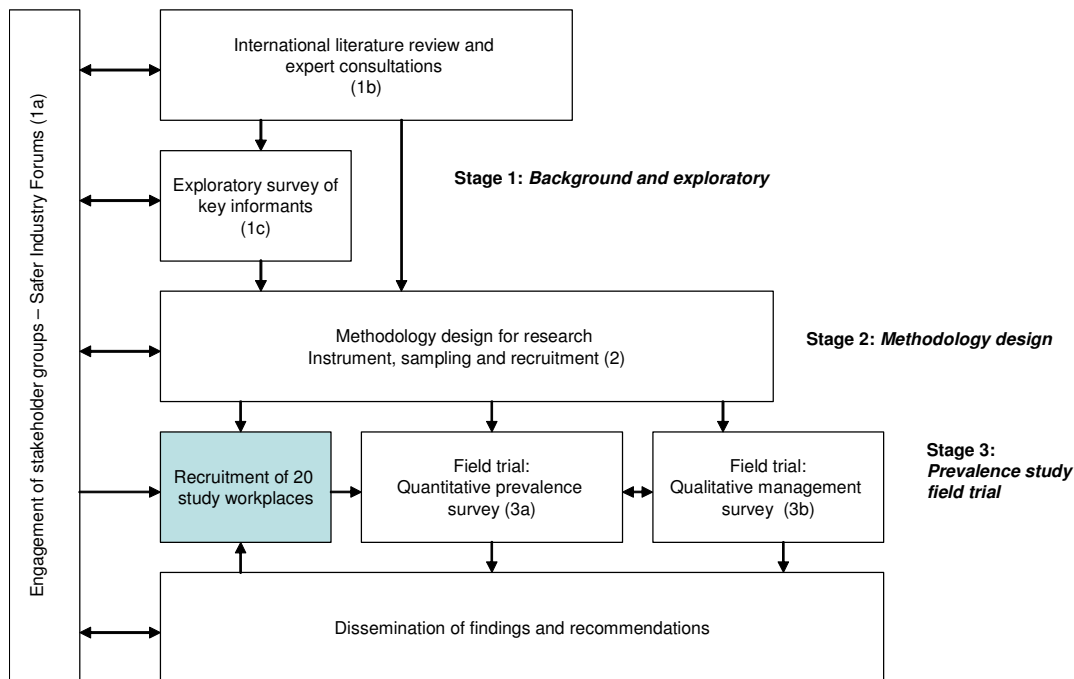 Engagement of stakeholder groups – Safer Industry Forums (1a)
International literature review and
expert consultations
(1b)
Exploratory survey of
key informants
(1c)
Stage 1: Background and exploratory
Methodology design for research
Instrument, sampling and recruitment (2)
Stage 2: Methodology design
Recruitment of 20
study workplaces
Field trial:
Quantitative prevalence
survey (3a)
Field trial:
Qualitative management
survey (3b)
Stage 3:
Prevalence study
field trial
Dissemination of findings and recommendations